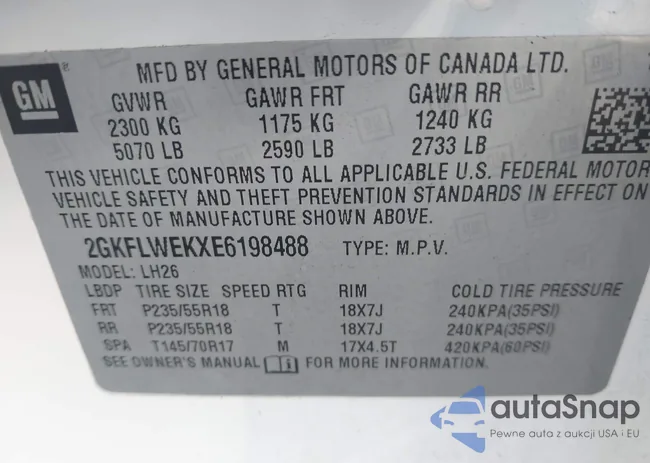 GM ®
MFD BY GENERAL MOTORS OF CANADA LTD.
GVWR GAWR FRT GAWR RR
2300 KG 1175 KG 1240 KG
5070 LB 2590 LB 2733 LB
THIS VEHICLE CONFORMS TO ALL APPLICABLE U.S. FEDERAL MOTOR
VEHICLE SAFETY AND THEFT PREVENTION STANDARDS IN EFFECT ON
THE DATE OF MANUFACTURE SHOWN ABOVE.
2GKFLWEKXE6198488 TYPE: M.P.V.
MODEL: LH26
LBDP TIRE SIZE SPEED RTG RIM COLD TIRE PRESSURE
FRT P235/55R18 T 18X7J 240KPA(35PSI)
RR P235/55R18 T 18X7J 240KPA(35PSI)
SPA T145/70R17 M 17X4.5T 420KPA(60PSI)
SEE OWNER'S MANUAL FOR MORE INFORMATION.
autaSnap
Pewne auta z aukcji USA i EU